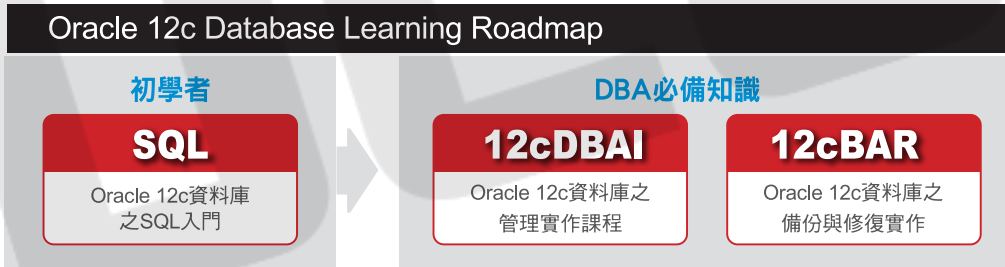 Oracle 12c Database Learning Roadmap
初學者
SQL
Oracle 12c資料庫
之SQL入門
DBA必備知識
12cDBAI
Oracle 12c資料庫之
管理實作課程
12cBAR
Oracle 12c資料庫之
備份與修復實作